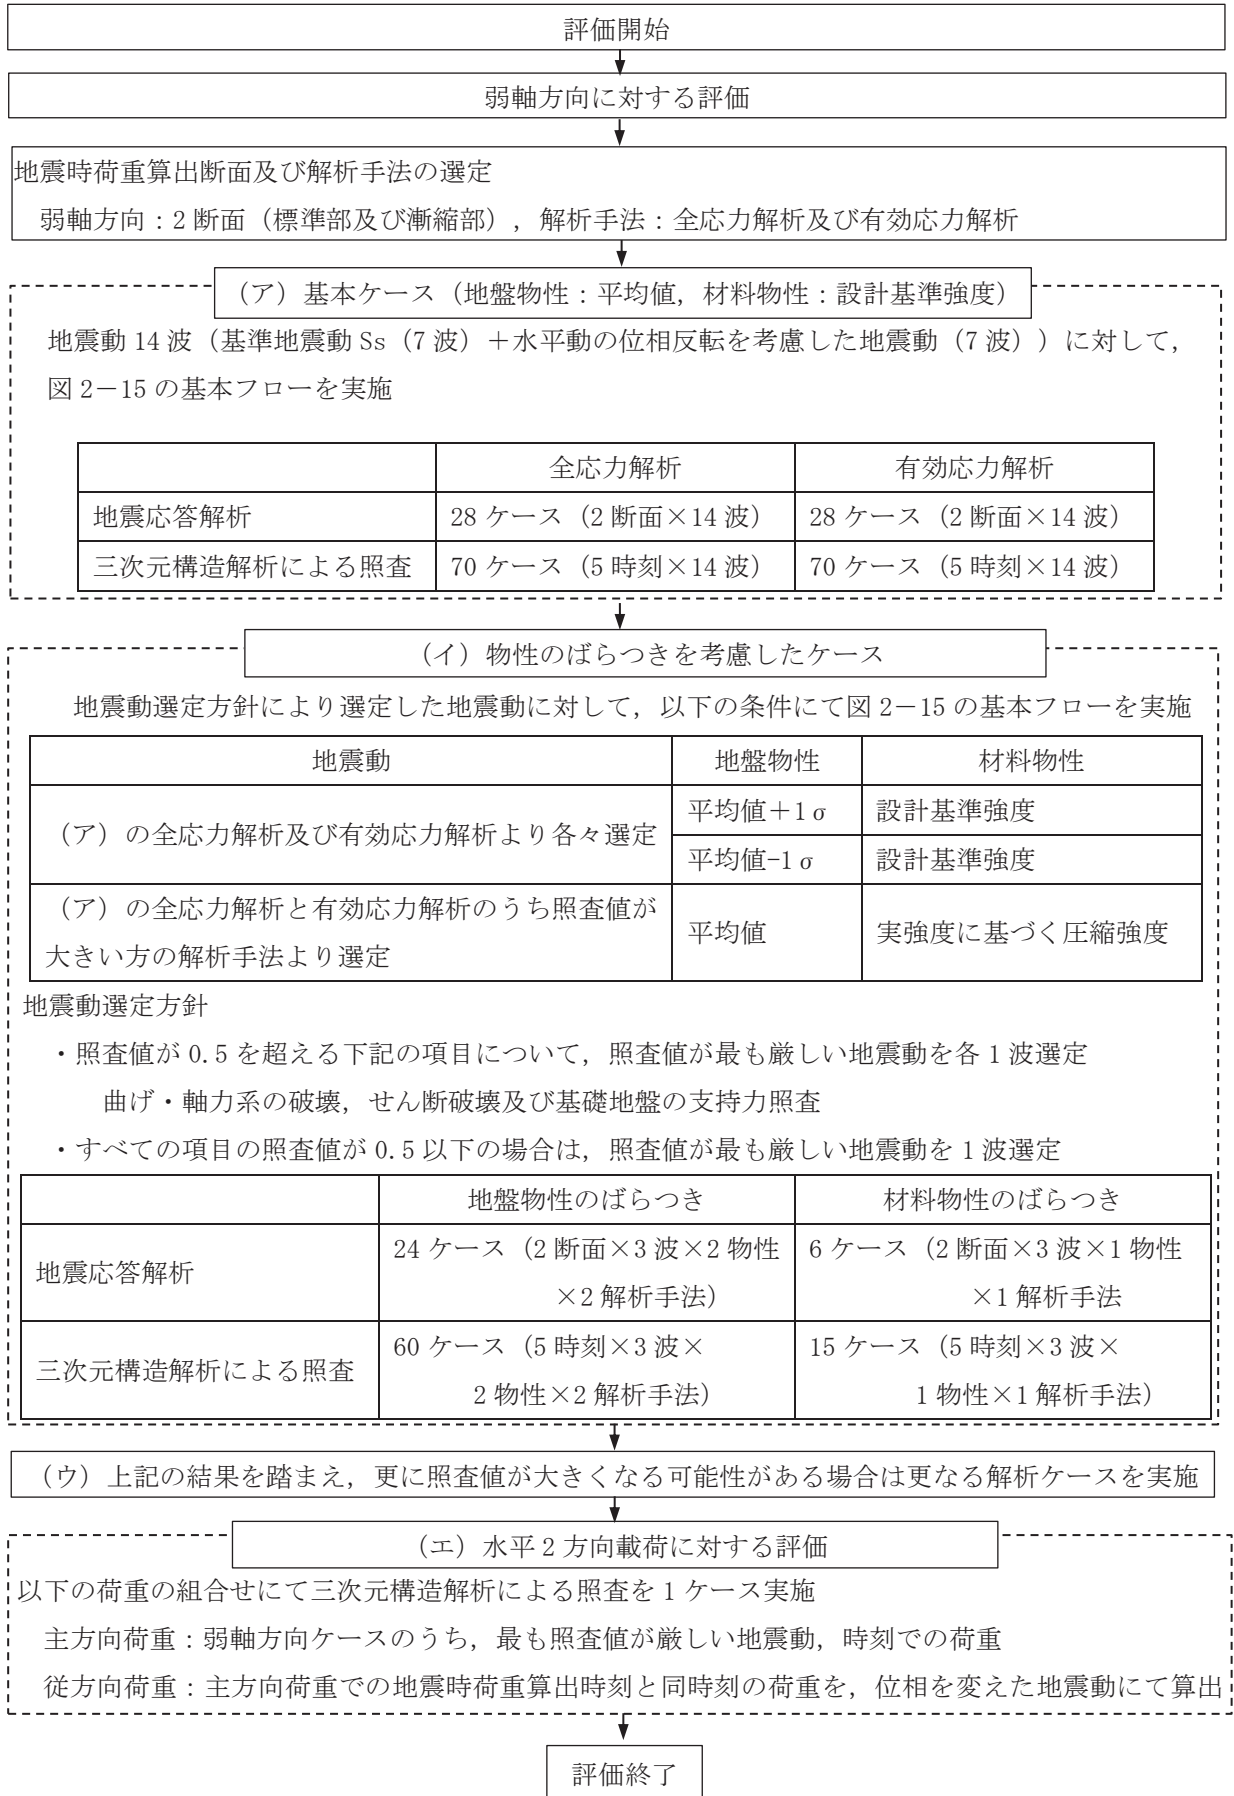 評価開始
弱軸方向に対する評価
地震時荷重算出断面及び解析手法の選定
弱軸方向：2断面（標準部及び漸縮部），解析手法：全応力解析及び有効応力解析
（ア）基本ケース（地盤物性：平均値，材料物性：設計基準強度）
地震動14波（基準地震動Ss（7波）＋水平動の位相反転を考慮した地震動（7波））に対して，
図2－15の基本フローを実施
全応力解析 有効応力解析
地震応答解析 28ケース（2断面×14波） 28ケース（2断面×14波）
三次元構造解析による照査 70ケース（5時刻×14波） 70ケース（5時刻×14波）
（イ）物性のばらつきを考慮したケース
地震動選定方針により選定した地震動に対して，以下の条件にて図2－15の基本フローを実施
地震動 地盤物性 材料物性
（ア）の全応力解析及び有効応力解析より各々選定 平均値＋1σ 設計基準強度
平均値-1σ 設計基準強度
（ア）の全応力解析と有効応力解析のうち照査値が
大きい方の解析手法より選定 平均値 実強度に基づく圧縮強度
地震動選定方針
・照査値が0.5を超える下記の項目について，照査値が最も厳しい地震動を各1波選定
曲げ・軸力系の破壊，せん断破壊及び基礎地盤の支持力照査
・すべての項目の照査値が0.5以下の場合は，照査値が最も厳しい地震動を1波選定
地盤物性のばらつき 材料物性のばらつき
地震応答解析 24ケース（2断面×3波×2物性 6ケース（2断面×3波×1物性
×2解析手法） ×1解析手法
三次元構造解析による照査 60ケース（5時刻×3波× 15ケース（5時刻×3波×
2物性×2解析手法） 1物性×1解析手法）
（ウ）上記の結果を踏まえ，更に照査値が大きくなる可能性がある場合は更なる解析ケースを実施
（エ）水平2方向載荷に対する評価
以下の荷重の組合せにて三次元構造解析による照査を1ケース実施
主方向荷重：弱軸方向ケースのうち，最も照査値が厳しい地震動，時刻での荷重
従方向荷重：主方向荷重での地震時荷重算出時刻と同時刻の荷重を，位相を変えた地震動にて算出
評価終了